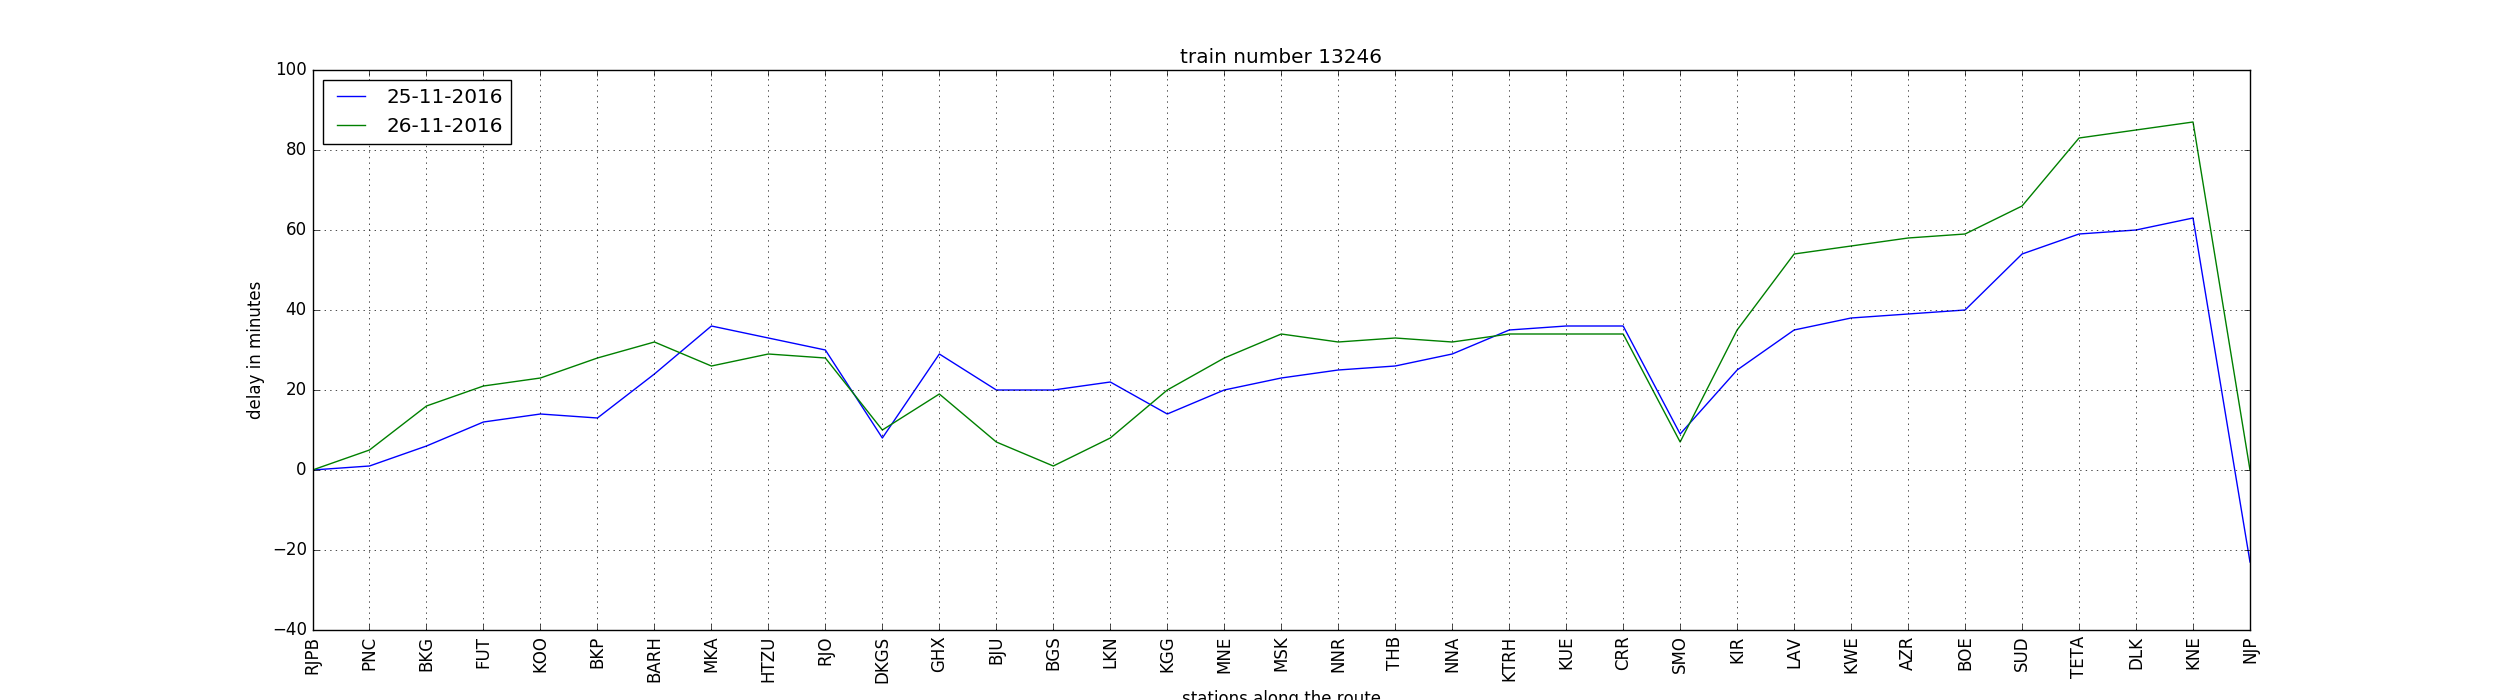 train number 13246
25-11-2016
26-11-2016
delay in minutes
100
80
60
40
20
0
−20
−40
RJPB
PNC
BKG
FUT
KOO
BKP
BARH
MKA
HTZU
RJO
DKGS
GHX
BJU
BGS
LKN
KGG
MNE
MSK
NNR
THB
NNA
KTRH
KUE
CRR
SMO
KIR
LAV
KWE
AZR
BOE
SUD
TETA
DLK
KNE
NJP
stations along the route